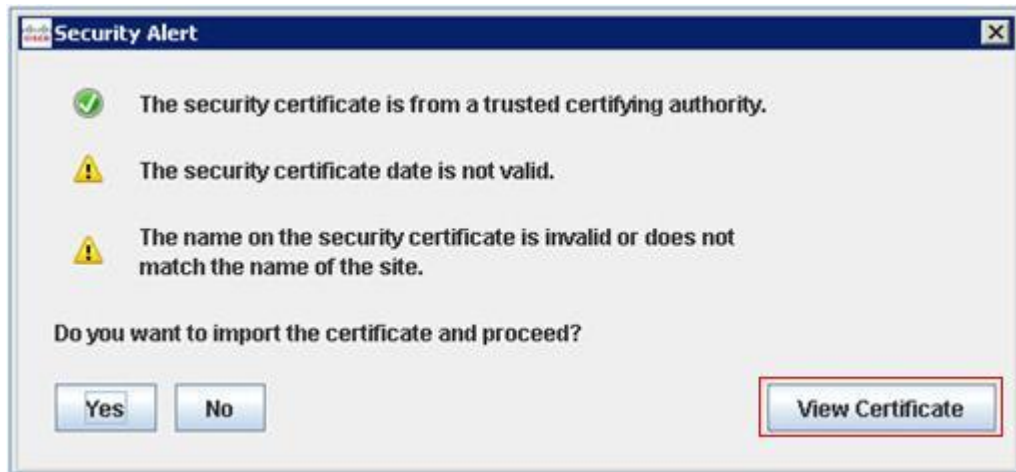 Security Alert
The security certificate is from a trusted certifying authority.
The security certificate date is not valid.
The name on the security certificate is invalid or does not
match the name of the site.
Do you want to import the certificate and proceed?
Yes
No
View Certificate